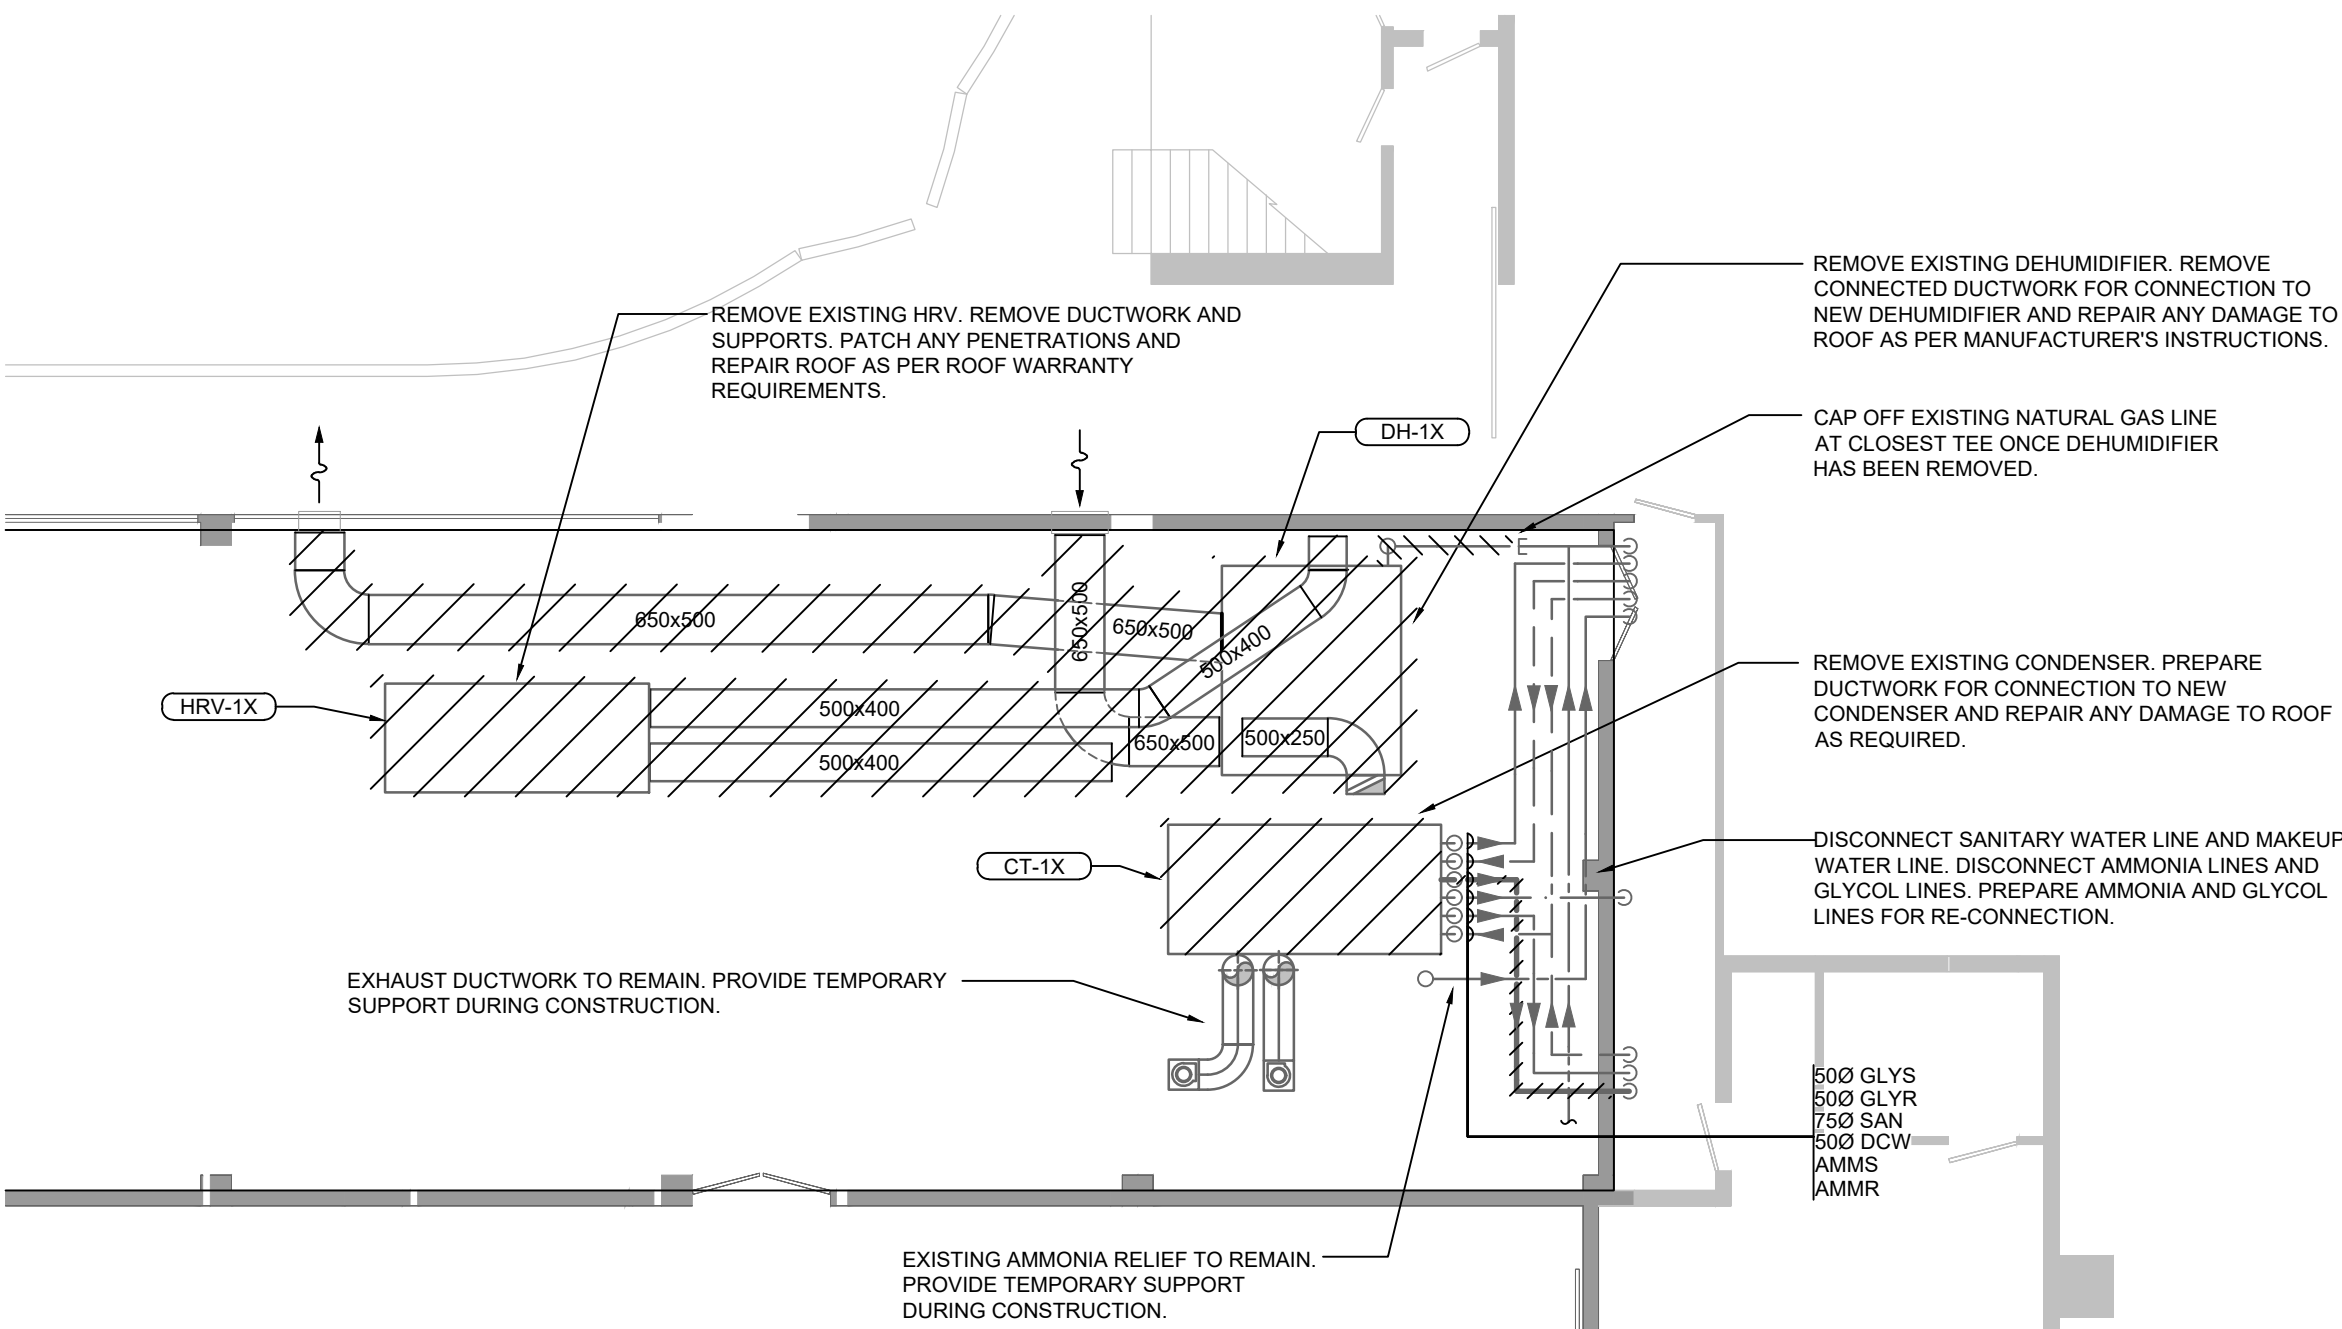 REMOVE EXISTING DEHUMIDIFIER. REMOVE
CONNECTED DUCTWORK FOR CONNECTION TO
NEW DEHUMIDIFIER AND REPAIR ANY DAMAGE TO
ROOF AS PER MANUFACTURER'S INSTRUCTIONS.
REMOVE EXISTING HRV. REMOVE DUCTWORK AND
SUPPORTS. PATCH ANY PENETRATIONS AND
REPAIR ROOF AS PER ROOF WARRANTY
REQUIREMENTS.
CAP OFF EXISTING NATURAL GAS LINE
AT CLOSEST TEE ONCE DEHUMIDIFIER
HAS BEEN REMOVED.
DH-1X
650x500
650x500
650x500
500x400
HRV-1X
500x400
500x400
650x500
500x250
REMOVE EXISTING CONDENSER. PREPARE
DUCTWORK FOR CONNECTION TO NEW
CONDENSER AND REPAIR ANY DAMAGE TO ROOF
AS REQUIRED.
CT-1X
DISCONNECT SANITARY WATER LINE AND MAKEUP
WATER LINE. DISCONNECT AMMONIA LINES AND
GLYCOL LINES. PREPARE AMMONIA AND GLYCOL
LINES FOR RE-CONNECTION.
EXHAUST DUCTWORK TO REMAIN. PROVIDE TEMPORARY
SUPPORT DURING CONSTRUCTION.
50Ø GLYS
50Ø GLYR
75Ø SAN
50Ø DCW
AMMS
AMMR
EXISTING AMMONIA RELIEF TO REMAIN.
PROVIDE TEMPORARY SUPPORT
DURING CONSTRUCTION.